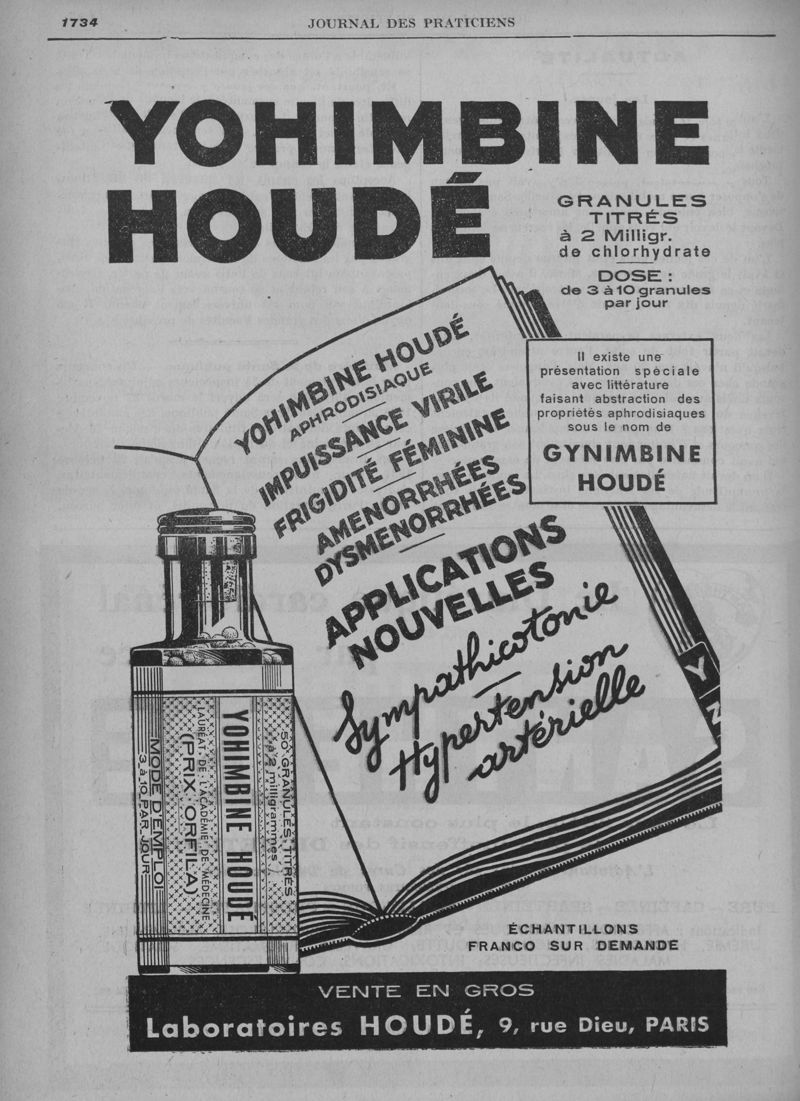 1734
JOURNAL DES PRATICIENS
YOHIMBINE
HOUDÉ
GRANULES
TITRÉS
à 2 Milligr.
de chlorhydrate
DOSE :
de 3 à 10 granules
par jour
Il existe une
présentation spéciale
avec littérature
faisant abstraction des
propriétés aphrodisiaques
sous le nom de
GYNIMBINE
HOUDÉ
YOHIMBINE HOUDÉ
APHRODISIAQUE
IMPUISSANCE VIRILE
FRIGIDITÉ FÉMININE
AMENORRHÉES
DYSMENORRHÉES
APPLICATIONS
NOUVELLES
Sympathicotonie
Hypertension
artérielle
50 GRANULES TITRÉS
à 2 milligrammes
YOHIMBINE HOUDÉ
LAURÉAT DE L'ACADÉMIE DE MÉDECINE
(PRIX ORFILA)
MODE D'EMPLOI
3 à 10 PAR JOUR
ÉCHANTILLONS
FRANCO SUR DEMANDE
VENTE EN GROS
Laboratoires HOUDÉ, 9, rue Dieu, PARIS